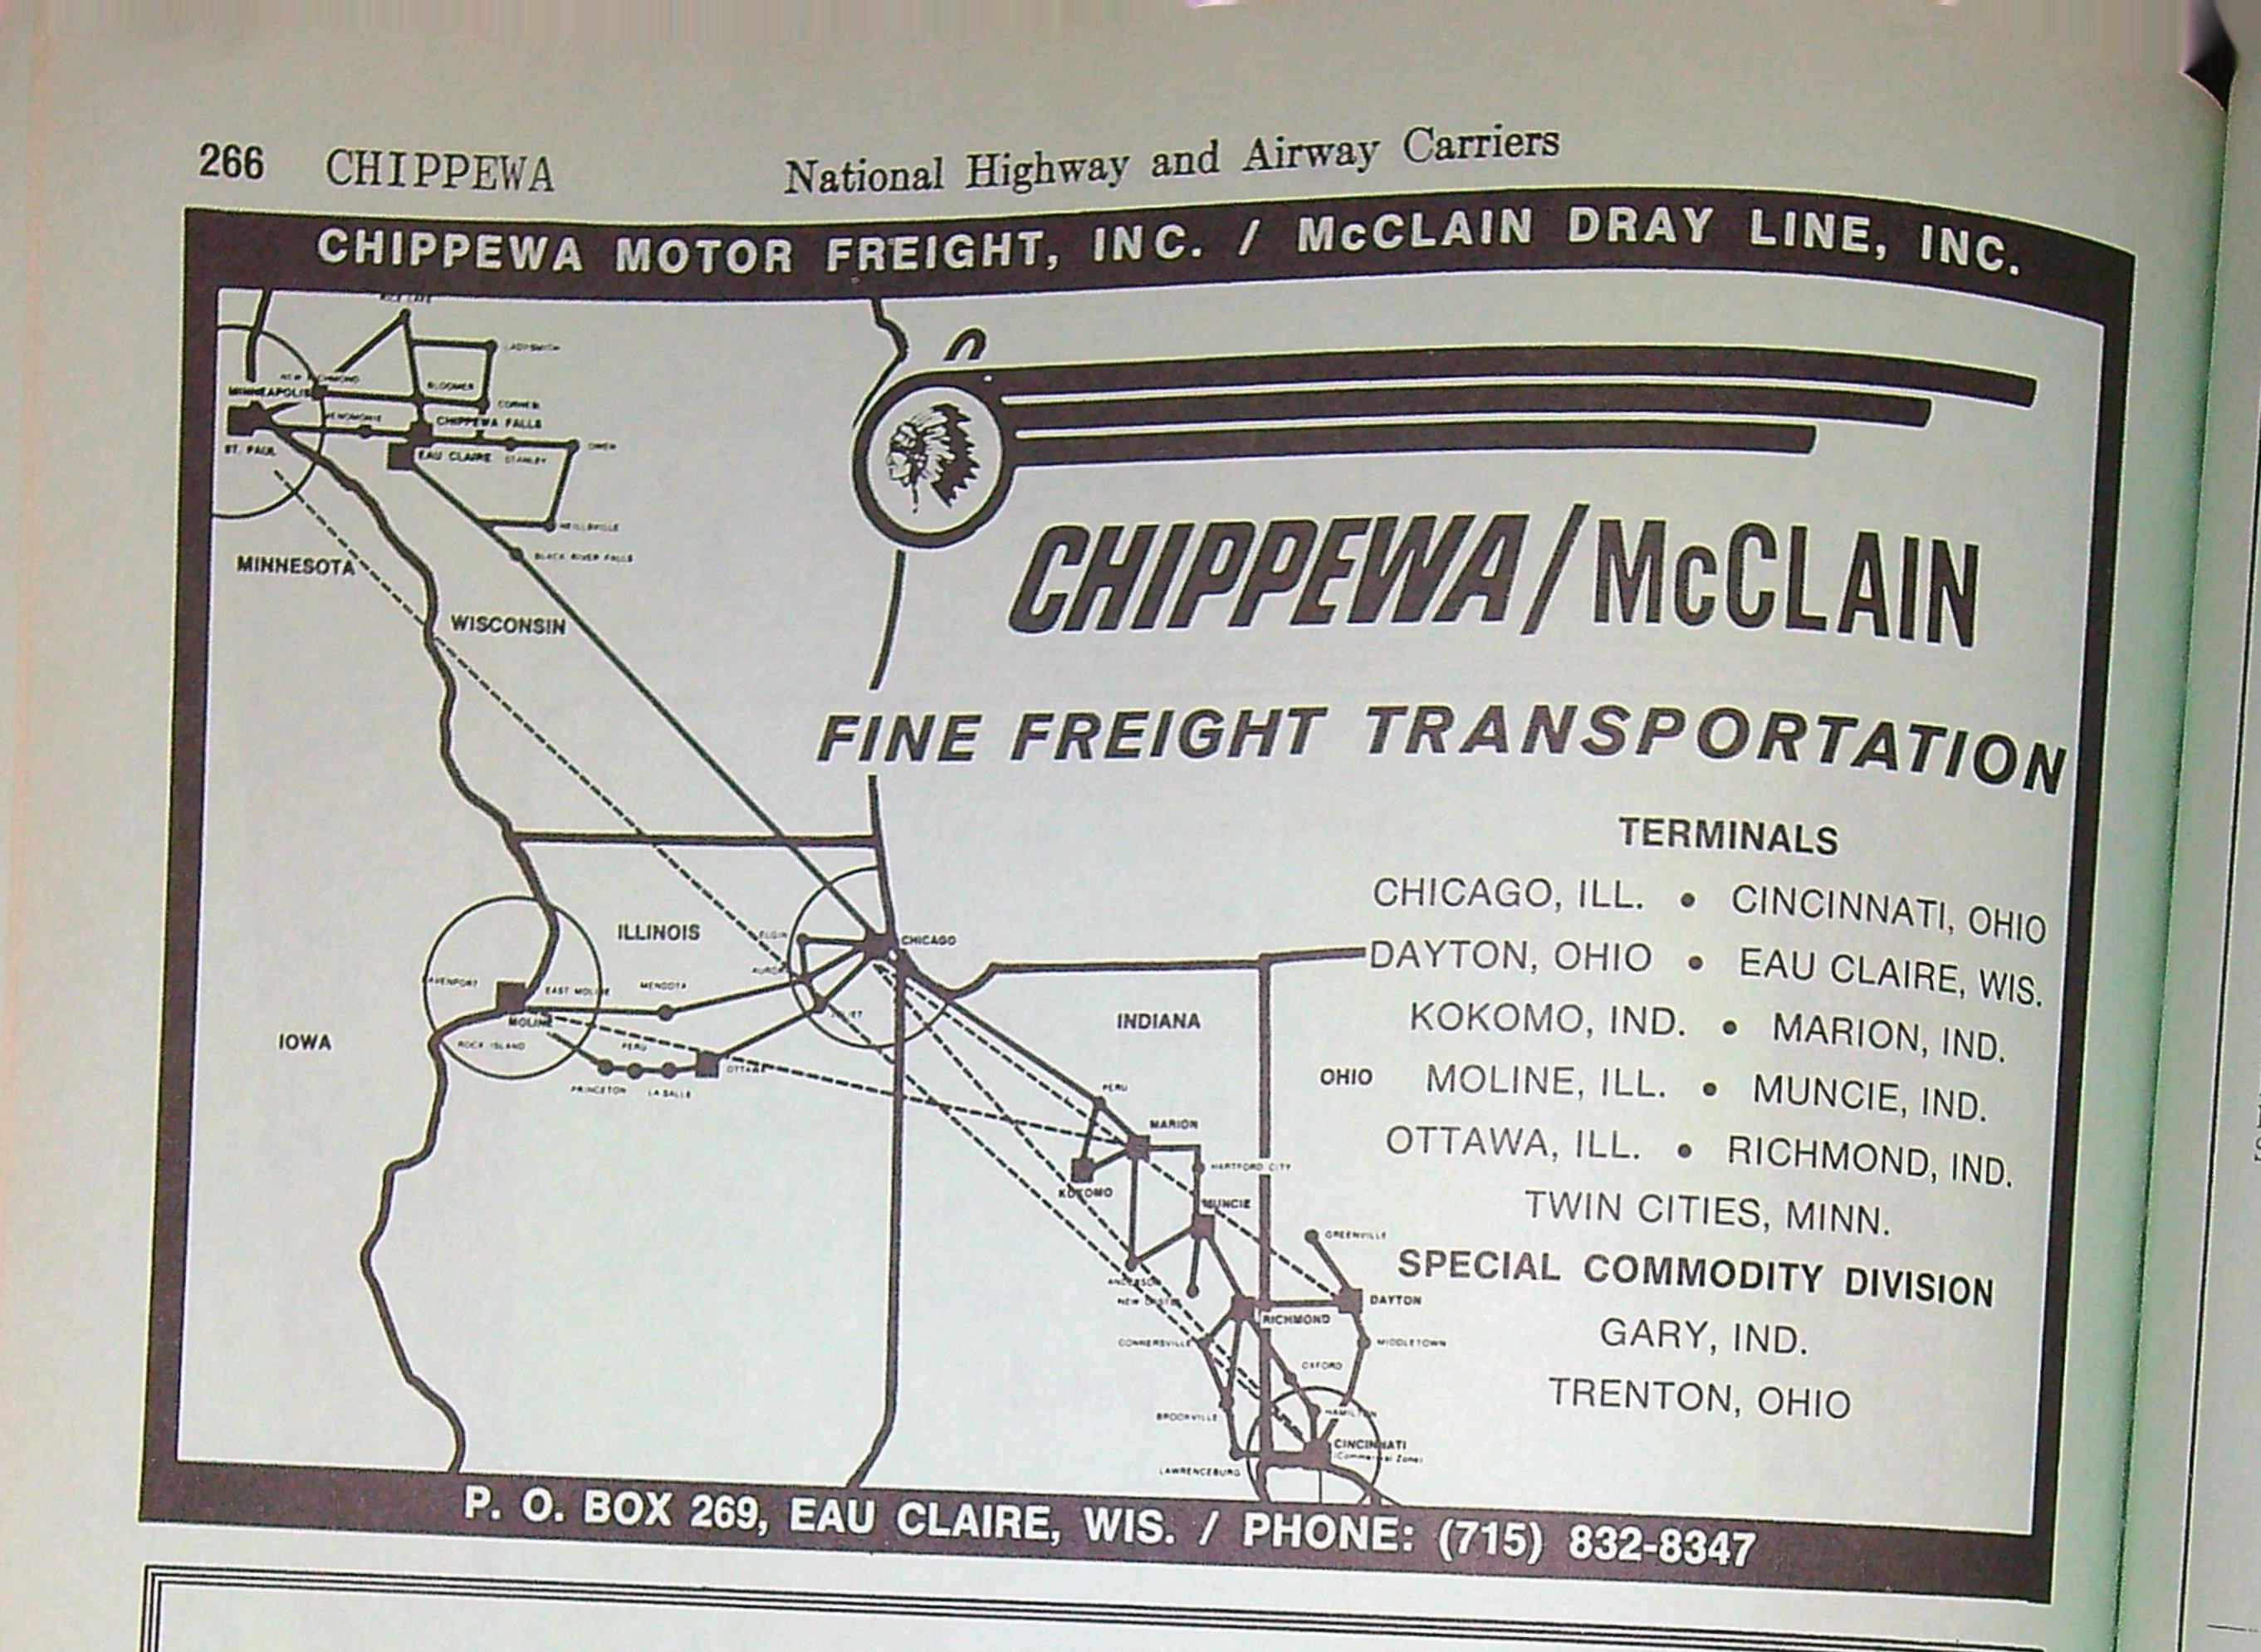 266 CHIPPEWA National Highway and Airway Carriers
CHIPPEWA MOTOR FREIGHT, INC. / McCLAIN DRAY LINE, INC.
RICE LAKE
LADYSMITH
NEW RICHMOND
BLOOMER
MINNEAPOLIS
CORNELL
MENOMONIE
CHIPPEWA FALLS
OWEN
ST. PAUL
EAU CLAIRE STANLEY
NEILLSVILLE
BLACK RIVER FALLS
MINNESOTA
WISCONSIN
CHIPPEWA/McCLAIN
FINE FREIGHT TRANSPORTATION
TERMINALS
CHICAGO, ILL. • CINCINNATI, OHIO
DAYTON, OHIO • EAU CLAIRE, WIS.
KOKOMO, IND. • MARION, IND.
MOLINE, ILL. • MUNCIE, IND.
OTTAWA, ILL. • RICHMOND, IND.
TWIN CITIES, MINN.
SPECIAL COMMODITY DIVISION
GARY, IND.
TRENTON, OHIO
ILLINOIS
ELGIN
CHICAGO
AURORA
DAVENPORT
EAST MOLINE
MENDOTA
JOLIET
MOLINE
IOWA
ROCK ISLAND
PERU
OTTAWA
PRINCETON
LA SALLE
INDIANA
OHIO
PERU
MARION
HARTFORD CITY
KOKOMO
MUNCIE
GREENVILLE
ANDERSON
NEW CASTLE
DAYTON
RICHMOND
CONNERSVILLE
MIDDLETOWN
OXFORD
BROOKVILLE
HAMILTON
CINCINNATI
(Commercial Zone)
LAWRENCEBURG
P. O. BOX 269, EAU CLAIRE, WIS. / PHONE: (715) 832-8347